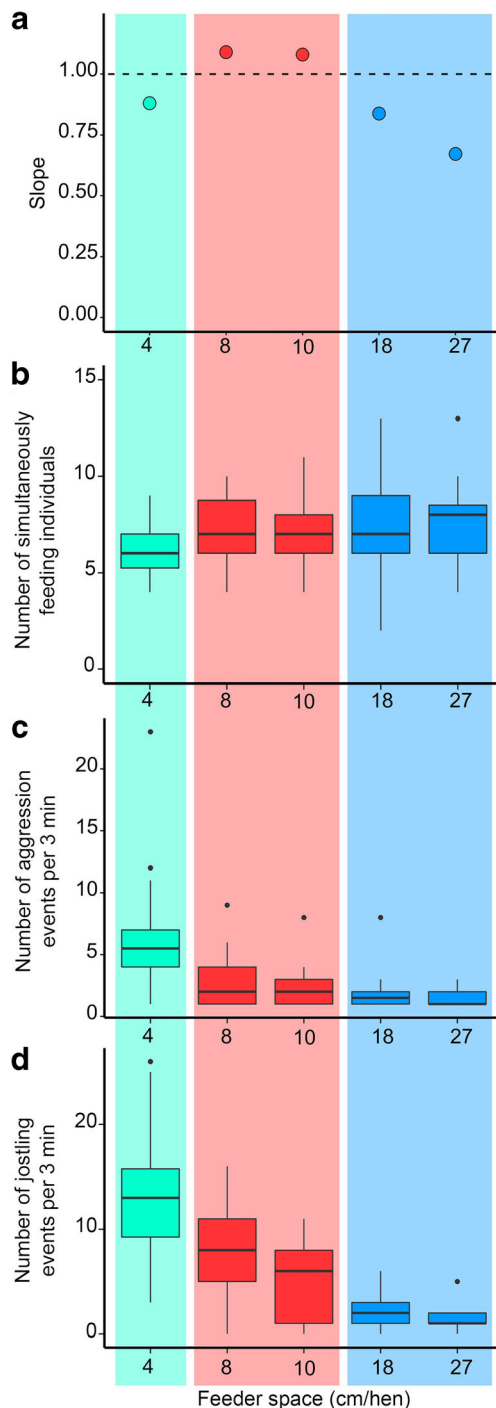 a
1.00
0.75
0.50
0.25
0.00
Slope
4 8 10 18 27
b
15
10
5
0
Number of simultaneously
feeding individuals
4 8 10 18 27
c
20
15
10
5
0
Number of aggression
events per 3 min
4 8 10 18 27
d
20
10
0
Number of jostling
events per 3 min
4 8 10 18 27
Feeder space (cm/hen)